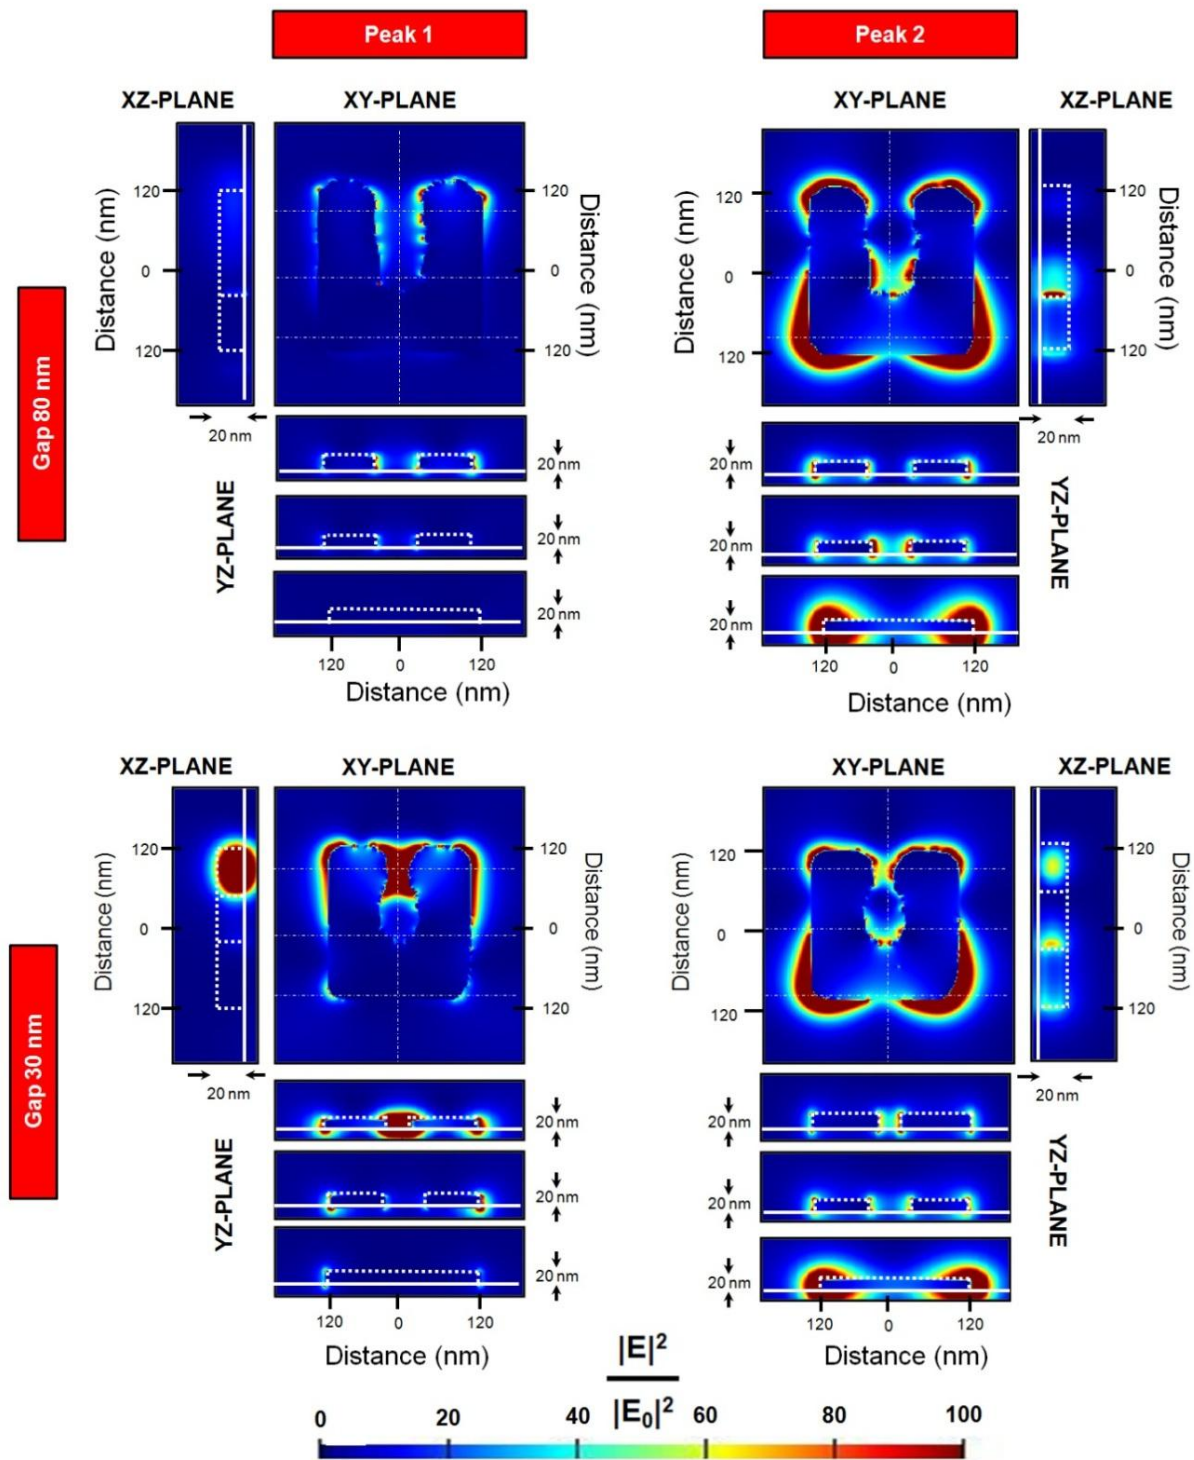 Peak 1
Peak 2
XZ-PLANE
XY-PLANE
XY-PLANE
XZ-PLANE
Gap 80 nm
Distance (nm)
120
0
120
120
0
120
Distance (nm)
Distance (nm)
120
0
120
120
0
120
Distance (nm)
20 nm
20 nm
YZ-PLANE
20 nm
20 nm
20 nm
20 nm
20 nm
20 nm
YZ-PLANE
120
0
120
Distance (nm)
120
0
120
Distance (nm)
XZ-PLANE
XY-PLANE
XY-PLANE
XZ-PLANE
Gap 30 nm
Distance (nm)
120
0
120
120
0
120
Distance (nm)
Distance (nm)
120
0
120
120
0
120
Distance (nm)
20 nm
20 nm
YZ-PLANE
20 nm
20 nm
20 nm
20 nm
20 nm
20 nm
YZ-PLANE
120
0
120
Distance (nm)
120
0
120
Distance (nm)
|E|²
|E₀|²
0 20 40 60 80 100